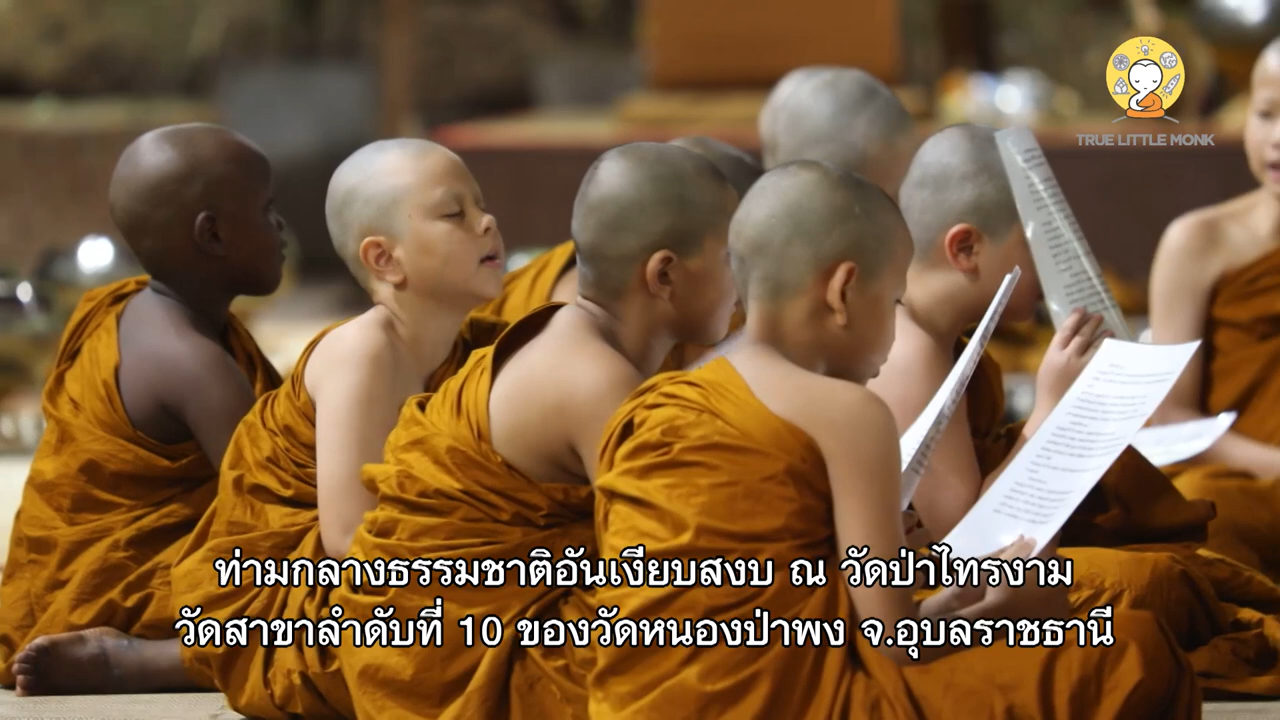 TRUE LITTLE MONK
ท่ามกลางธรรมชาติอันเงียบสงบ ณ วัดป่าไทรงาม
วัดสาขาลำดับที่ 10 ของวัดหนองป่าพง จ.อุบลราชธานี